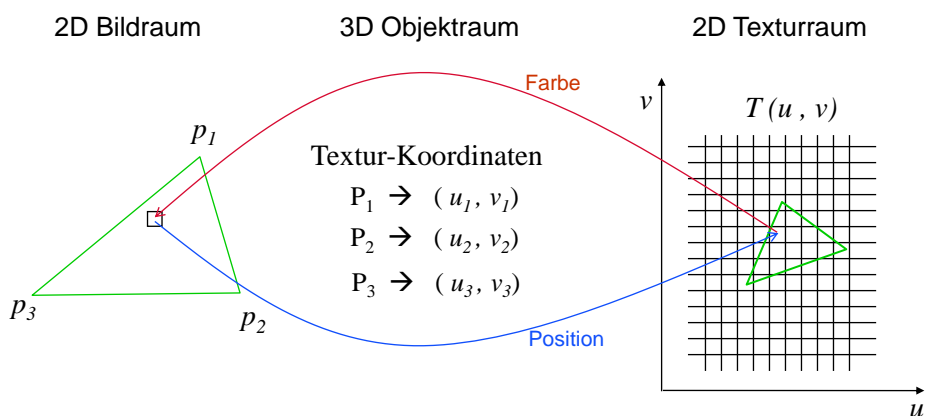 2D Bildraum
3D Objektraum
2D Texturraum
Farbe
v
T (u , v)
p1
Textur-Koordinaten
P1 → ( u1, v1)
P2 → ( u2, v2)
P3 → ( u3, v3)
p3
p2
Position
u